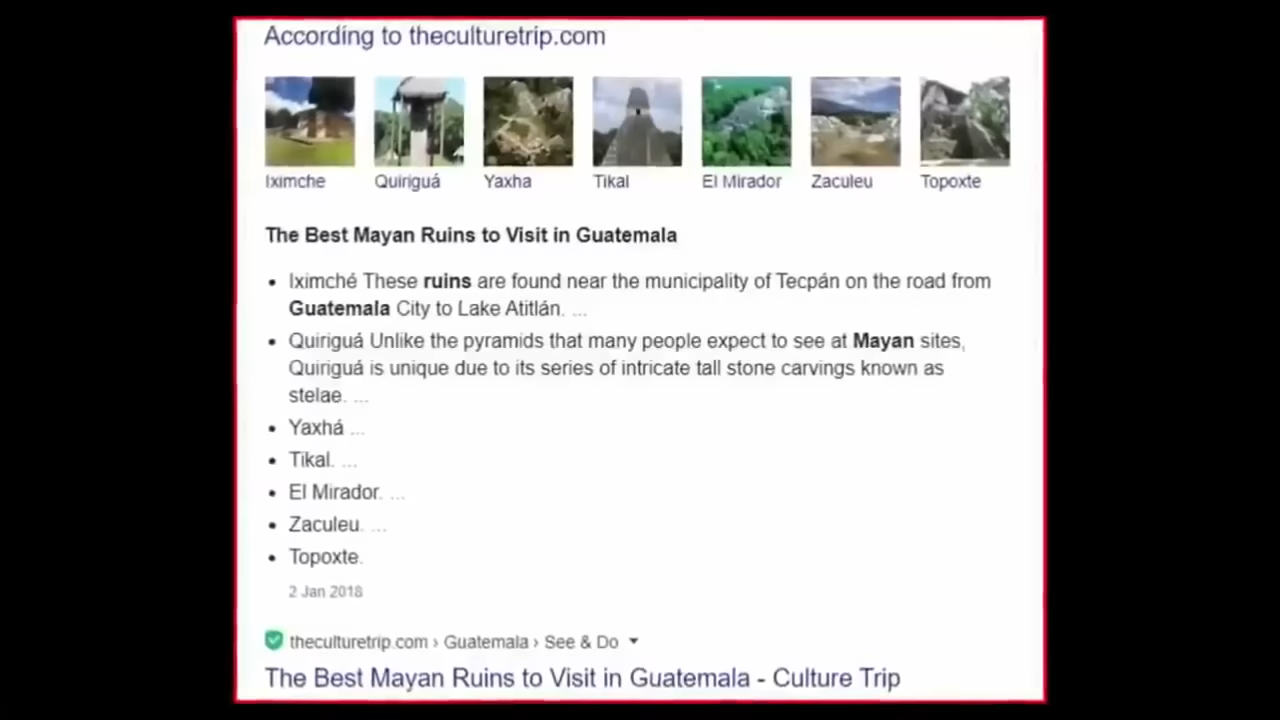 According to theculturetrip.com
Iximche Quiriguá Yaxha Tikal El Mirador Zaculeu Topoxte
The Best Mayan Ruins to Visit in Guatemala
• Iximché These ruins are found near the municipality of Tecpán on the road from
Guatemala City to Lake Atitlán. ...
• Quiriguá Unlike the pyramids that many people expect to see at Mayan sites,
Quiriguá is unique due to its series of intricate tall stone carvings known as
stelae. ...
• Yaxhá ...
• Tikal. ...
• El Mirador. ...
• Zaculeu. ...
• Topoxte.
2 Jan 2018
theculturetrip.com › Guatemala › See & Do
The Best Mayan Ruins to Visit in Guatemala - Culture Trip